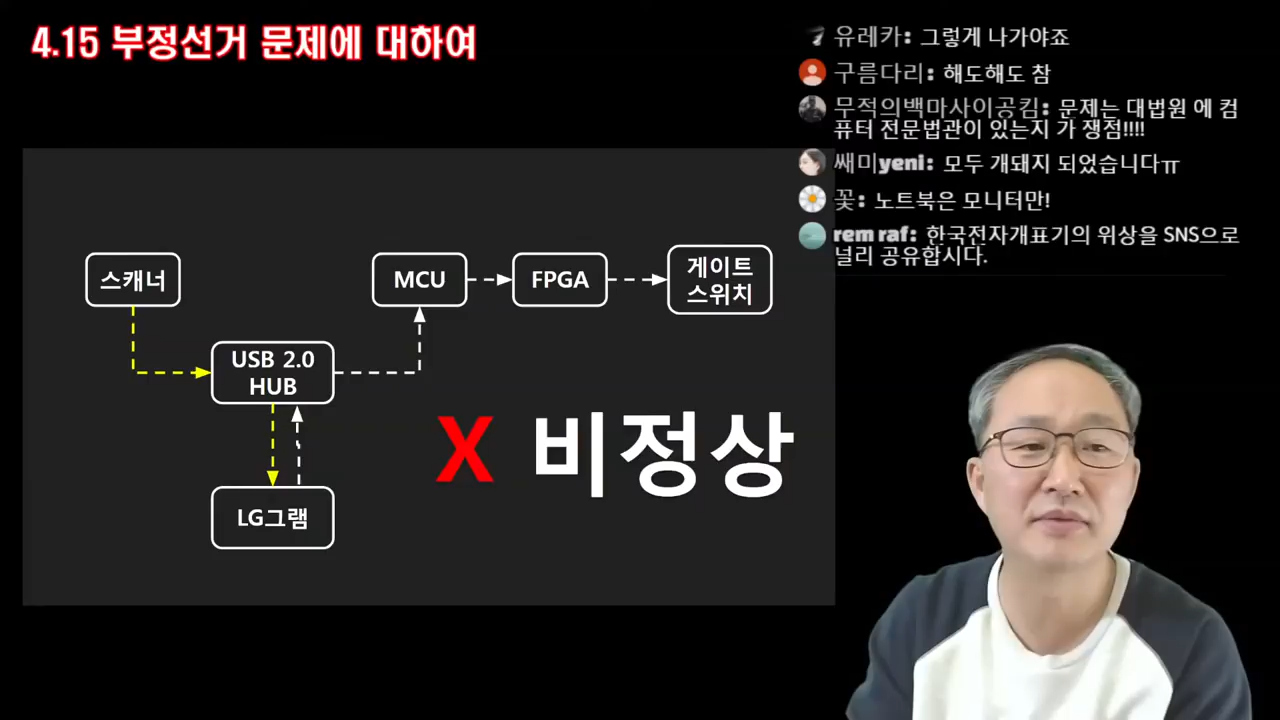 4.15 부정선거 문제에 대하여
유레카: 그렇게 나가야죠
구름다리: 해도해도 참
무적의백마사이공킴: 문제는 대법원 에 컴
퓨터 전문법관이 있는지 가 쟁점!!!!
쌔미yeni: 모두 개돼지 되었습니다ㅠ
꽃: 노트북은 모니터만!
rem raf: 한국전자개표기의 위상을 SNS으로
널리 공유합시다.
스캐너
MCU
FPGA
게이트
스위치
USB 2.0
HUB
X 비정상
LG그램